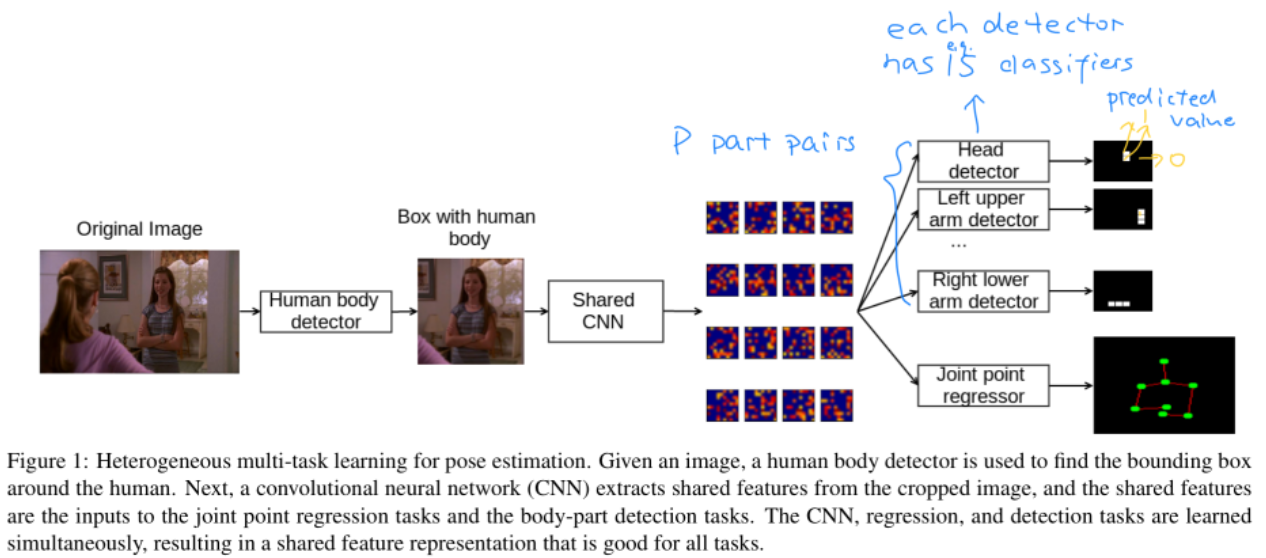 each detector
e.g.
has 15 classifiers
predicted
value
P part pairs
1
0
Original Image
Box with human
body
Human body
detector
Shared
CNN
Head
detector
Left upper
arm detector
...
Right lower
arm detector
Joint point
regressor
Figure 1: Heterogeneous multi-task learning for pose estimation. Given an image, a human body detector is used to find the bounding box
around the human. Next, a convolutional neural network (CNN) extracts shared features from the cropped image, and the shared features
are the inputs to the joint point regression tasks and the body-part detection tasks. The CNN, regression, and detection tasks are learned
simultaneously, resulting in a shared feature representation that is good for all tasks.